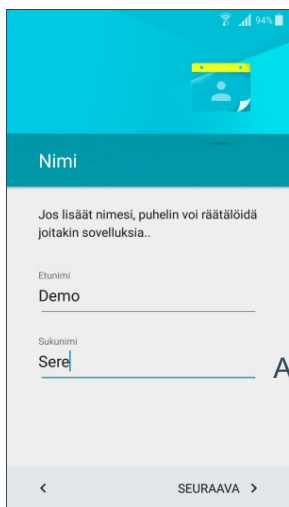 94%
Nimi
Jos lisäät nimesi, puhelin voi räätälöidä
joitakin sovelluksia..
Etunimi
Demo
Sukunimi
Sere
A
SEURAAVA